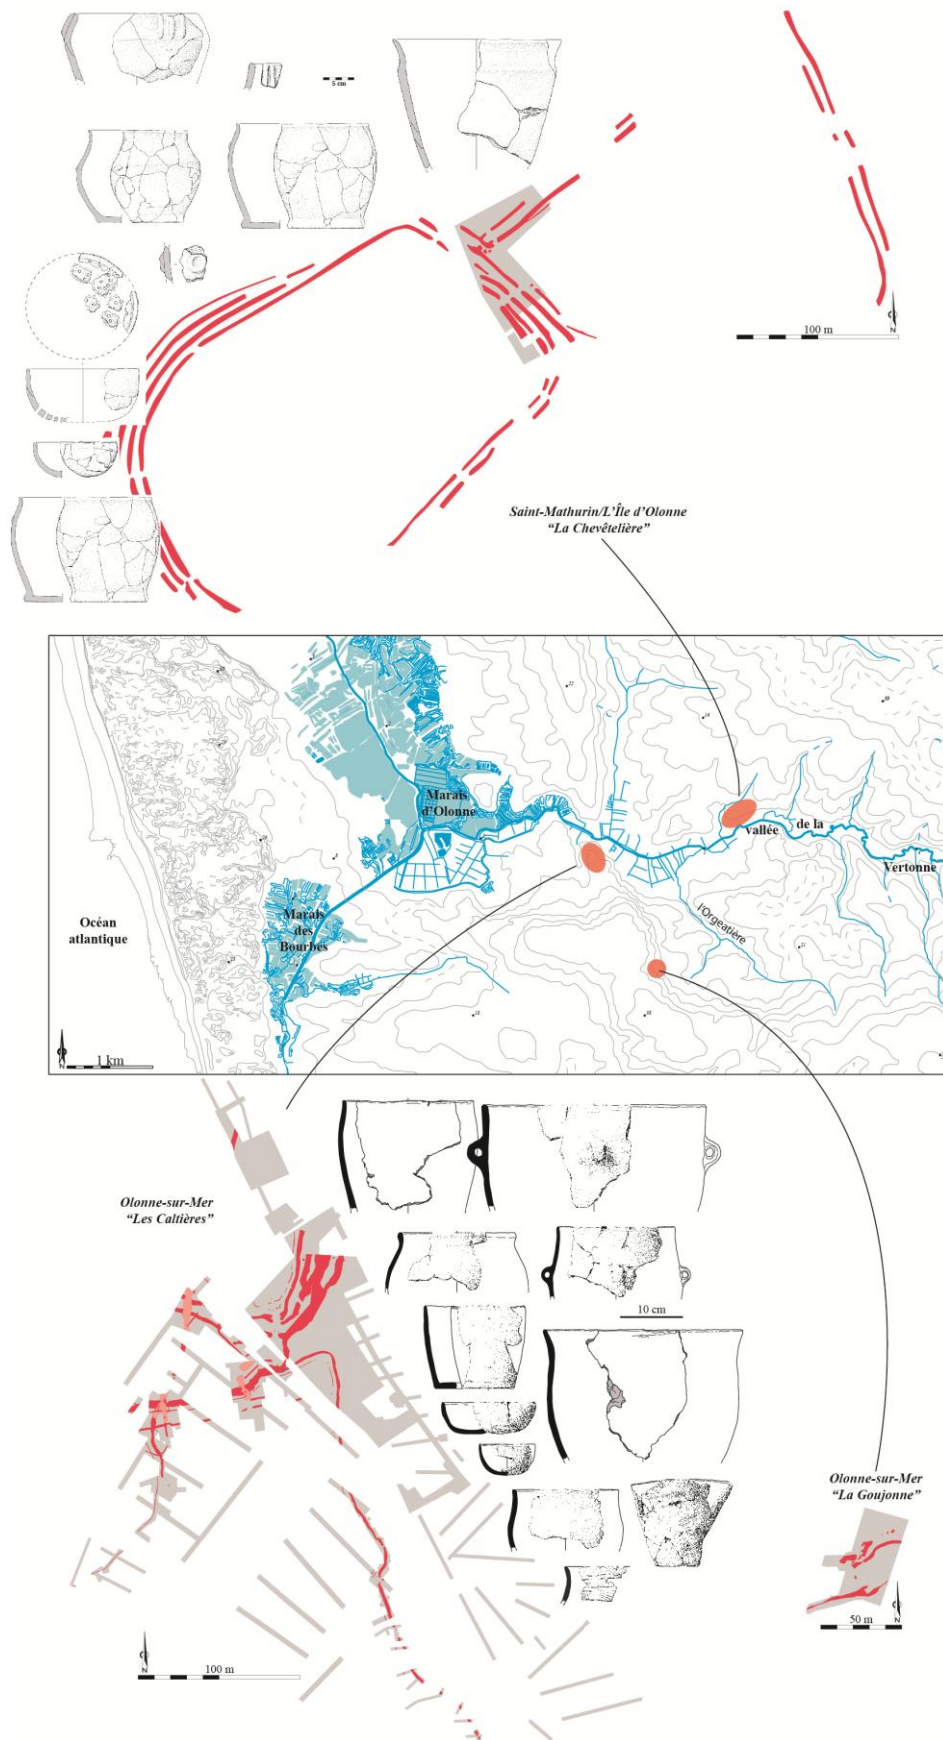 5 cm
100 m
N
Saint-Mathurin/L'Île d'Olonne
“La Chevêtelière”
Marais
d'Olonne
vallée
de la
Vertonne
l'Orgeatière
Marais
des
Bourbes
Océan
atlantique
N
1 km
Olonne-sur-Mer
“Les Caltières”
10 cm
Olonne-sur-Mer
“La Goujonne”
N
50 m
N
100 m